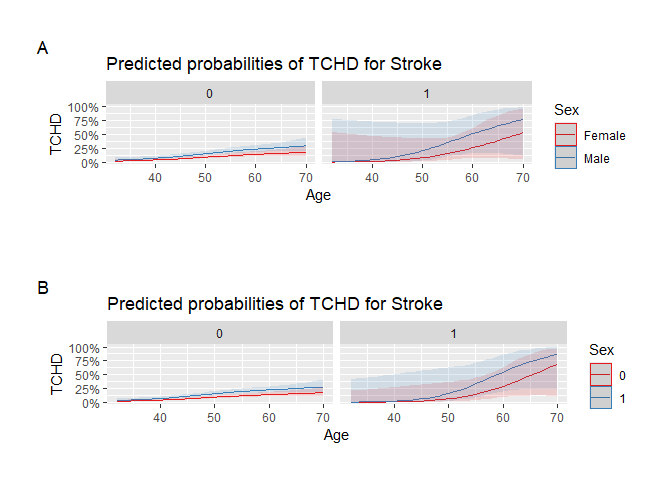 A
Predicted probabilities of TCHD for Stroke
0 1
TCHD
100%
75%
50%
25%
0%
40 50 60 70 40 50 60 70
Age
Sex
Female
Male
B
Predicted probabilities of TCHD for Stroke
0 1
TCHD
100%
75%
50%
25%
0%
40 50 60 70 40 50 60 70
Age
Sex
0
1